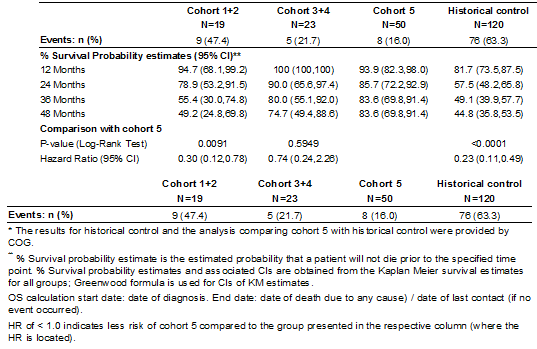 Cohort 1+2 Cohort 3+4 Cohort 5 Historical control
N=19 N=23 N=50 N=120
Events: n (%) 9 (47.4) 5 (21.7) 8 (16.0) 76 (63.3)
% Survival Probability estimates (95% CI)**
12 Months 94.7 (68.1,99.2) 100 (100,100) 93.9 (82.3,98.0) 81.7 (73.5,87.5)
24 Months 78.9 (53.2,91.5) 90.0 (65.6,97.4) 85.7 (72.2,92.9) 57.5 (48.2,65.8)
36 Months 55.4 (30.0,74.8) 80.0 (55.1,92.0) 83.6 (69.8,91.4) 49.1 (39.9,57.7)
48 Months 49.2 (24.8,69.8) 74.7 (49.4,88.6) 83.6 (69.8,91.4) 44.8 (35.8,53.5)
Comparison with cohort 5
P-value (Log-Rank Test) 0.0091 0.5949 <0.0001
Hazard Ratio (95% CI) 0.30 (0.12,0.78) 0.74 (0.24,2.26) 0.23 (0.11,0.49)
Cohort 1+2 Cohort 3+4 Cohort 5 Historical control
N=19 N=23 N=50 N=120
Events: n (%) 9 (47.4) 5 (21.7) 8 (16.0) 76 (63.3)
* The results for historical control and the analysis comparing cohort 5 with historical control were provided by
COG.
** % Survival probability estimate is the estimated probability that a patient will not die prior to the specified time
point. % Survival probability estimates and associated CIs are obtained from the Kaplan Meier survival estimates
for all groups; Greenwood formula is used for CIs of KM estimates.
OS calculation start date: date of diagnosis. End date: date of death due to any cause) / date of last contact (if no
event occurred).
HR of < 1.0 indicates less risk of cohort 5 compared to the group presented in the respective column (where the
HR is located).